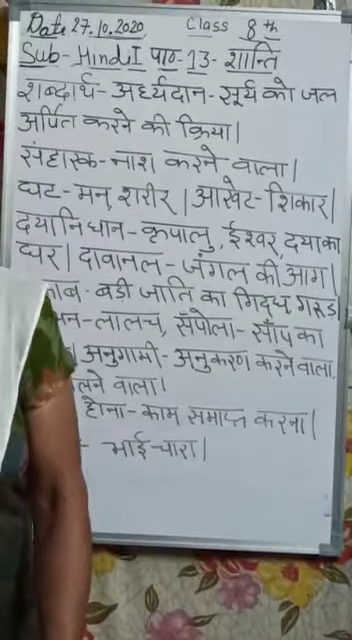 Date 27.10.2020, Class 8th
Sub-Hindi पाठ-13-शान्ति
शब्दार्थ-अर्ध्यदान-सूर्य को जल
अर्पित करने की क्रिया।
संहारक-नाश करने वाला।
घट-मन, शरीर | आखेट-शिकार|
दयानिधान-कृपालु, ईश्वर, दया का
घर| दावानल-जंगल की आग|
बडी जाति का गिद्ध, गरूड|
लालच, सँपोला-साँप का
अनुगामी-अनुकरण करने वाला,
वाला।
होना-काम समाप्त करना|
- भाई-चारा|